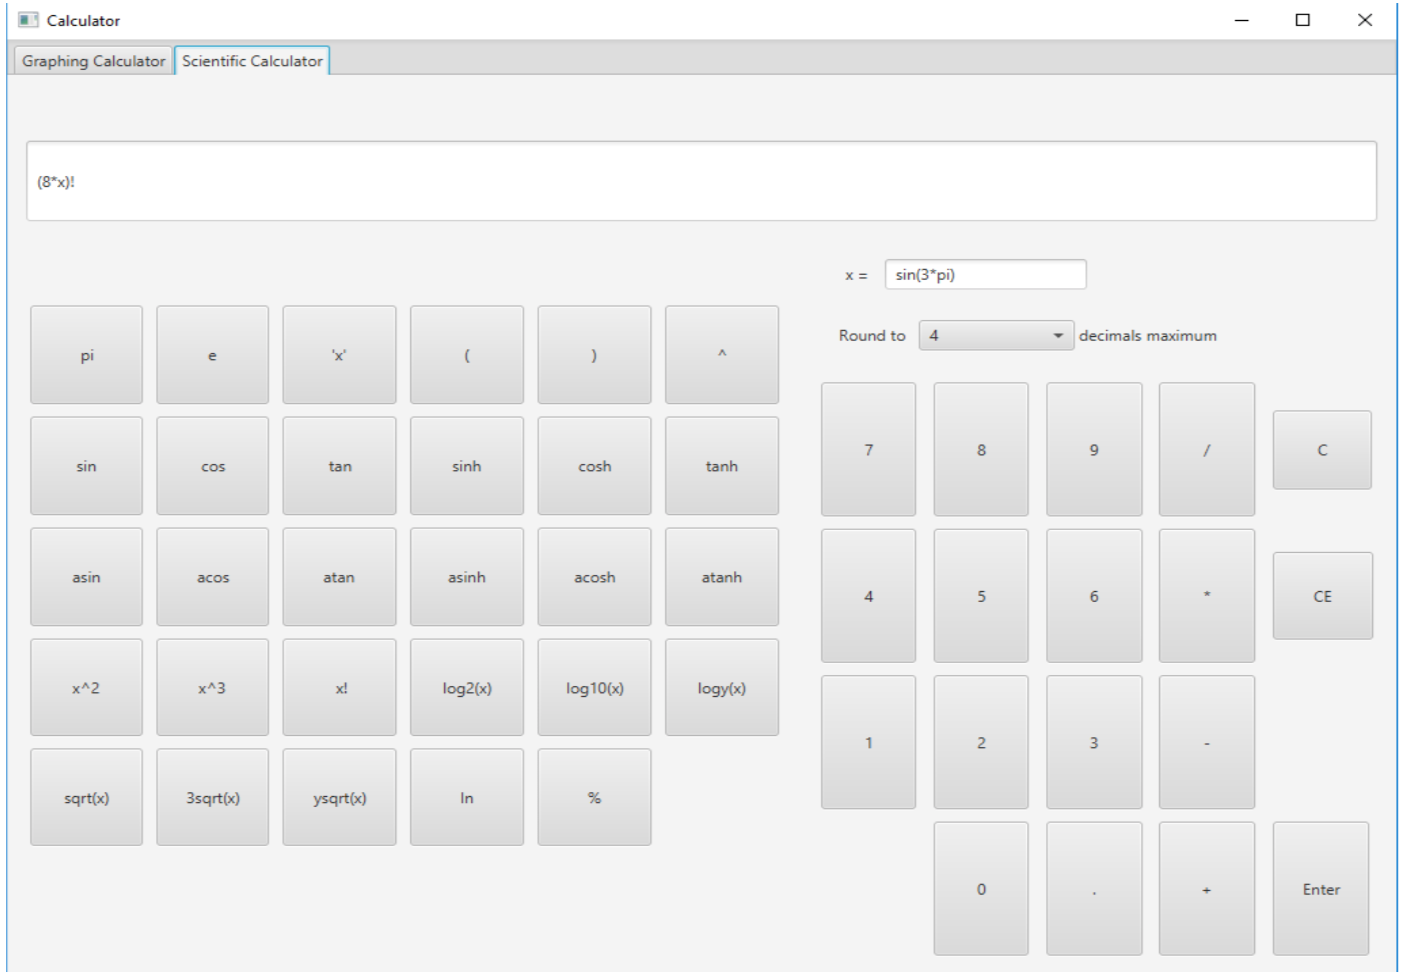 Calculator
Graphing Calculator Scientific Calculator
(8*x)!
x = sin(3*pi)
Round to 4 decimals maximum
pi e 'x' ( ) ^
sin cos tan sinh cosh tanh
asin acos atan asinh acosh atanh
x^2 x^3 x! log2(x) log10(x) logy(x)
sqrt(x) 3sqrt(x) ysqrt(x) ln %
7 8 9 / C
4 5 6 * CE
1 2 3 -
0 . + Enter